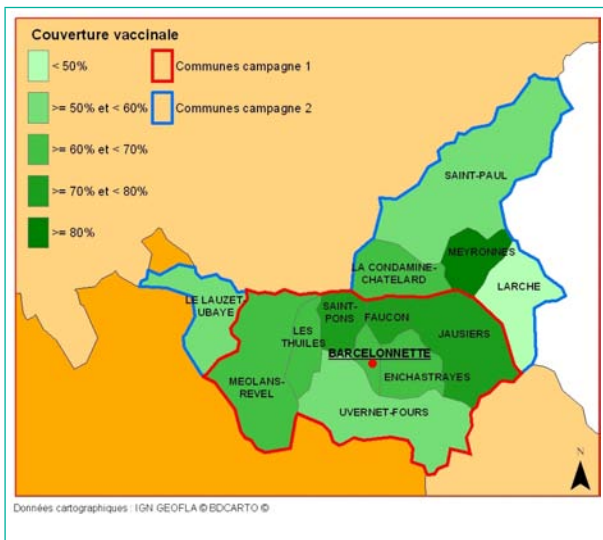 Couverture vaccinale
< 50%
Communes campagne 1
>= 50% et < 60%
Communes campagne 2
>= 60% et < 70%
>= 70% et < 80%
>= 80%
SAINT-PAUL
MEYRONNES
LA CONDAMINE-
CHATELARD
LARCHE
LE LAUZET
UBAYE
SAINT-
PONS
FAUCON
LES
THUILES
JAUSIERS
BARCELONNETTE
MEOLANS-
REVEL
ENCHASTRAYES
UVERNET-FOURS
N
Données cartographiques : IGN GEOFLA © BDCARTO ©